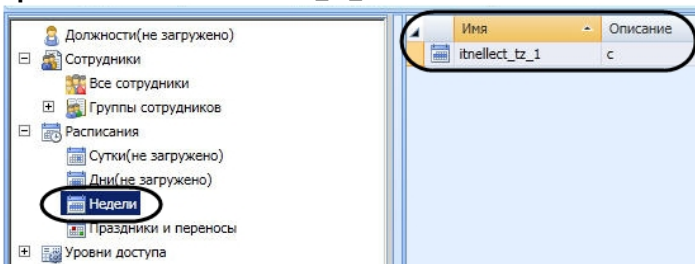 Должности(не загружено)
Сотрудники
Все сотрудники
Группы сотрудников
Расписания
Сутки(не загружено)
Дни(не загружено)
Недели
Праздники и переносы
Уровни доступа
Имя Описание
itnellect_tz_1 с